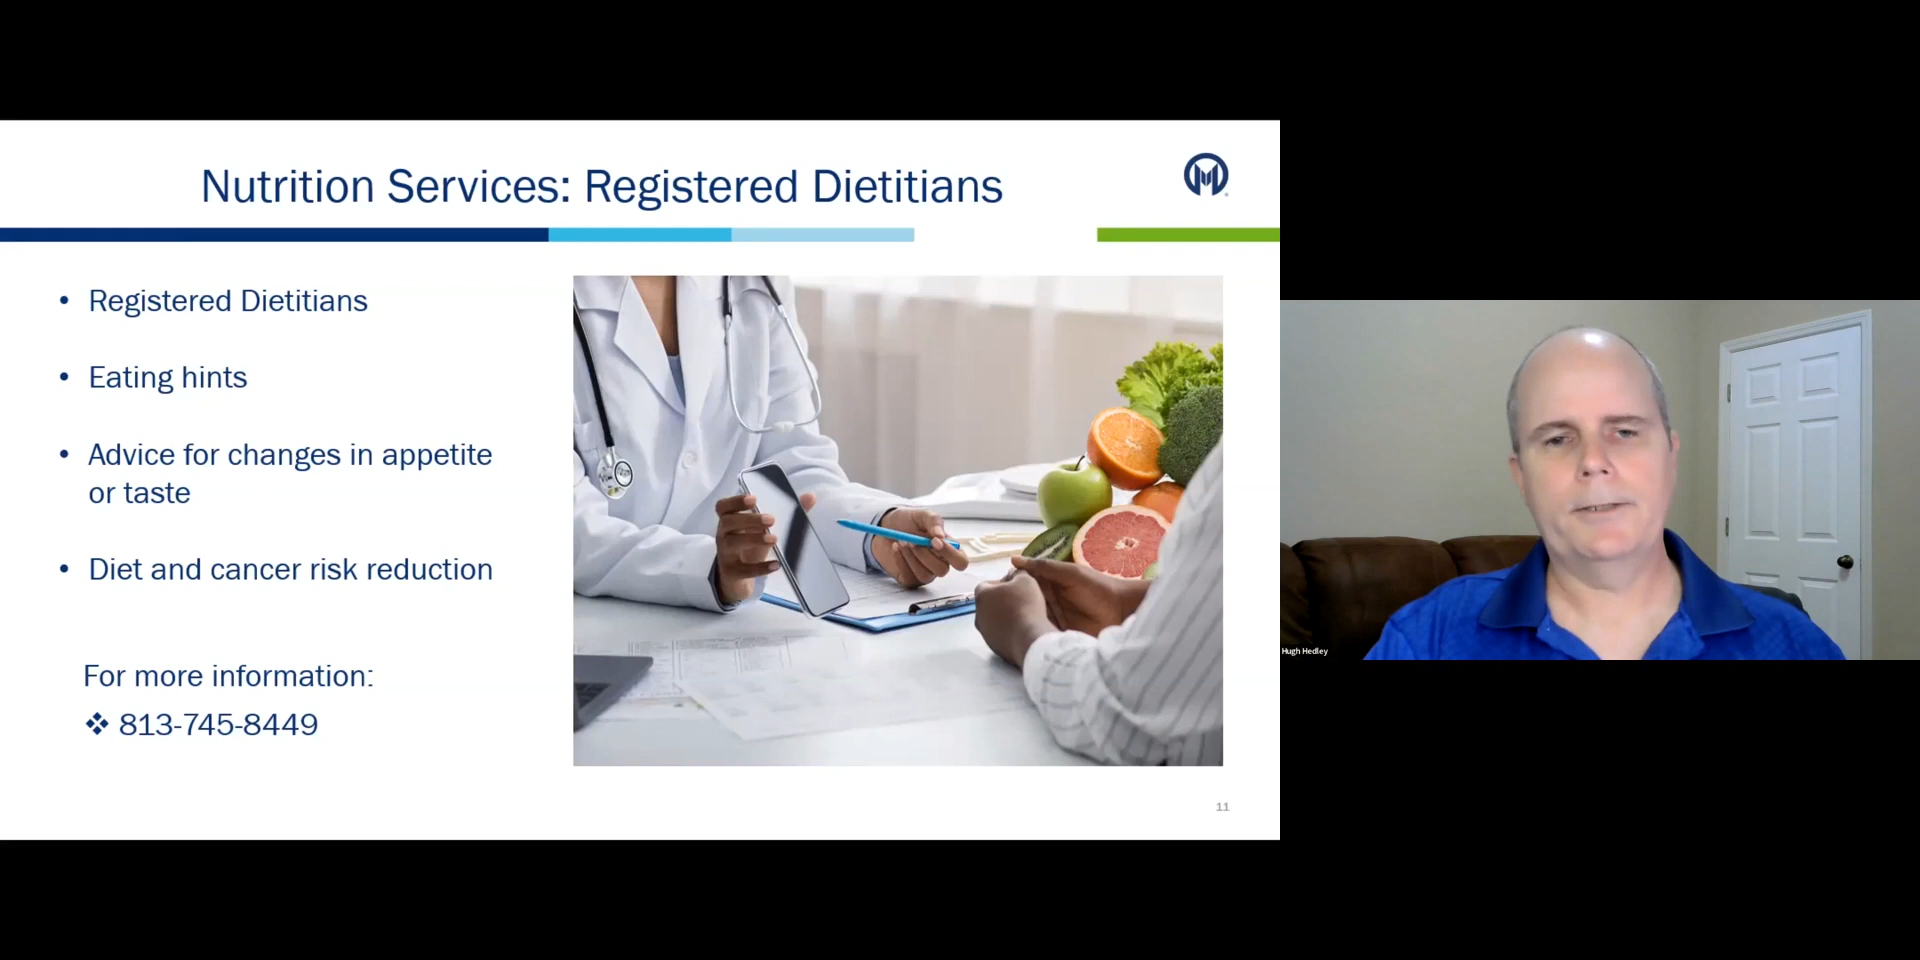 Nutrition Services: Registered Dietitians
• Registered Dietitians
• Eating hints
• Advice for changes in appetite
or taste
• Diet and cancer risk reduction
For more information:
❖ 813-745-8449
11
Hugh Hedley